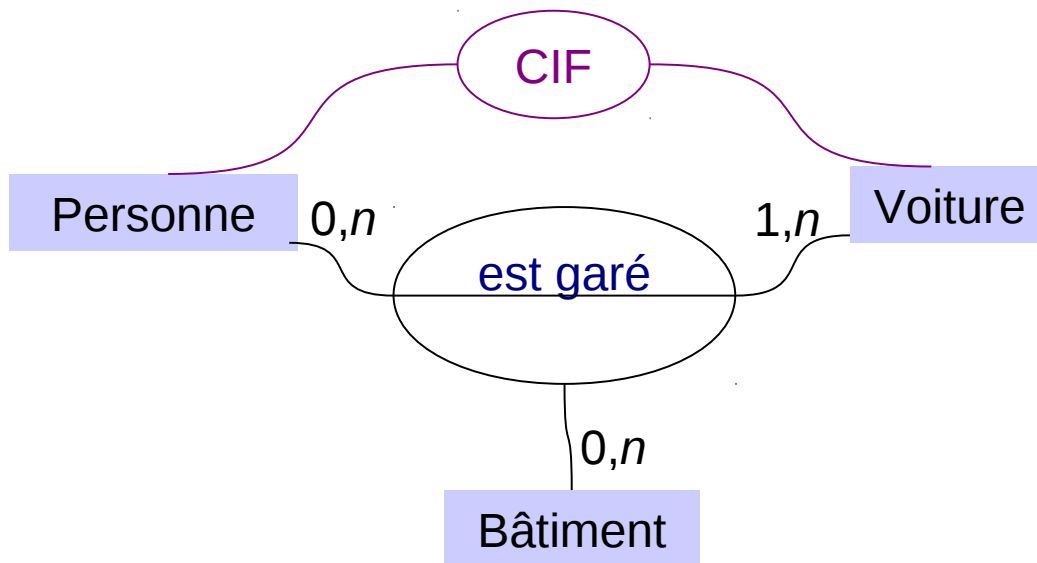 CIF
Personne
0,n
1,n
Voiture
est garé
0,n
Bâtiment